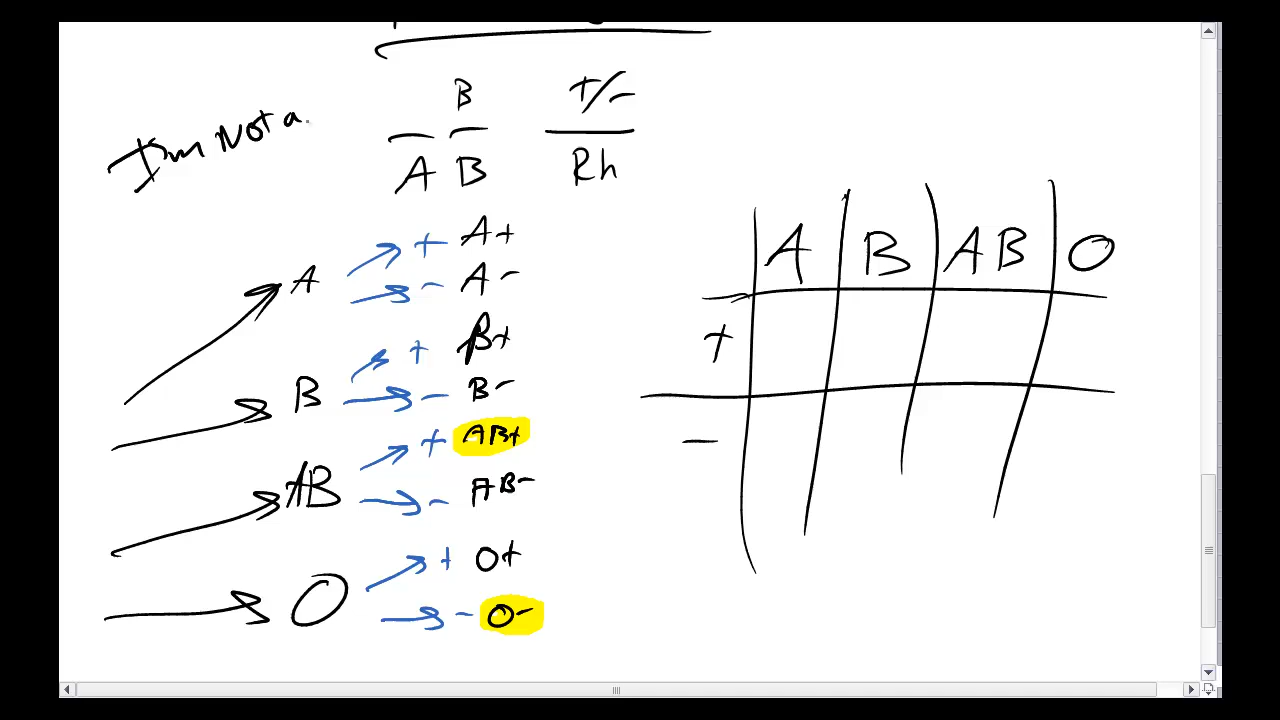 I'm Not a
B +/-
A B Rh
A + A+
- A -
B + B+
- B -
AB + AB+
- AB -
O + O+
- O-
A B AB O
+
-